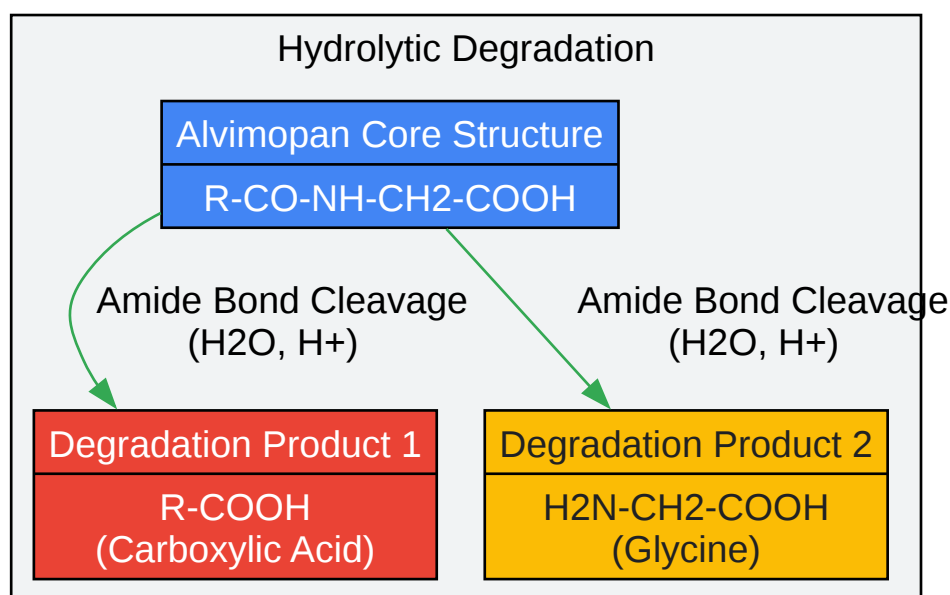 Hydrolytic Degradation
Alvimopan Core Structure
R-CO-NH-CH2-COOH
Amide Bond Cleavage
(H2O, H+)
Amide Bond Cleavage
(H2O, H+)
Degradation Product 1
R-COOH
(Carboxylic Acid)
Degradation Product 2
H2N-CH2-COOH
(Glycine)